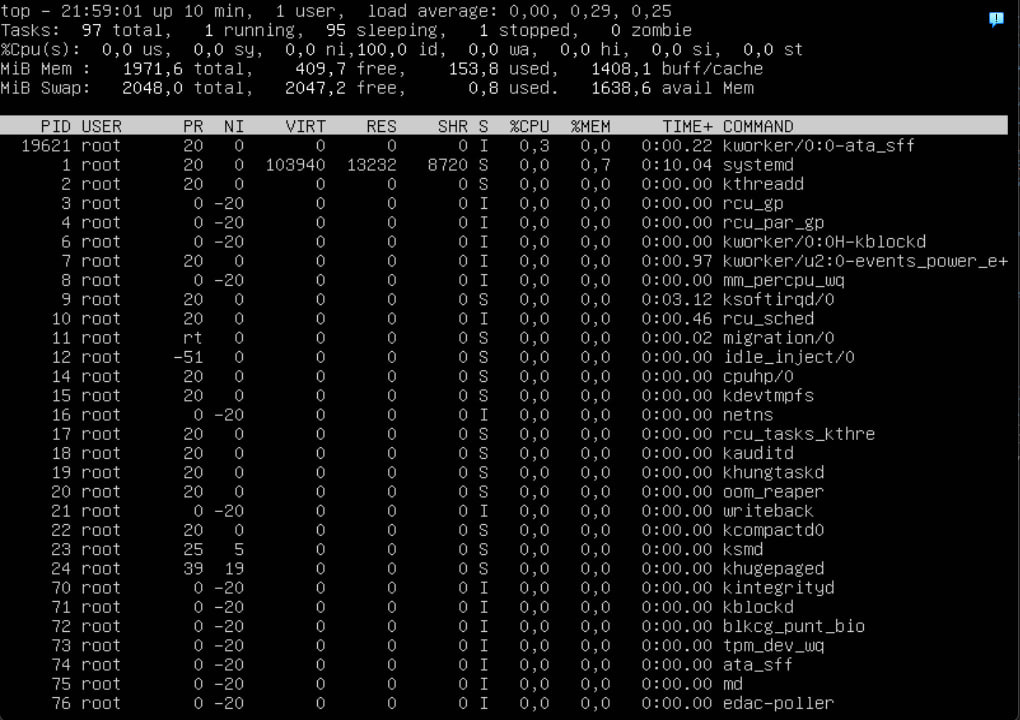 top - 21:59:01 up 10 min,  1 user,  load average: 0,00, 0,29, 0,25
Tasks:  97 total,   1 running,  95 sleeping,   1 stopped,   0 zombie
%Cpu(s):  0,0 us,  0,0 sy,  0,0 ni,100,0 id,  0,0 wa,  0,0 hi,  0,0 si,  0,0 st
MiB Mem :   1971,6 total,    409,7 free,    153,8 used,   1408,1 buff/cache
MiB Swap:   2048,0 total,   2047,2 free,      0,8 used.   1638,6 avail Mem
PID USER      PR  NI    VIRT    RES    SHR S  %CPU  %MEM     TIME+ COMMAND
19621 root      20   0       0      0      0 I   0,3   0,0   0:00.22 kworker/0:0-ata_sff
1 root      20   0  103940  13232   8720 S   0,0   0,7   0:10.04 systemd
2 root      20   0       0      0      0 S   0,0   0,0   0:00.00 kthreadd
3 root       0 -20       0      0      0 I   0,0   0,0   0:00.00 rcu_gp
4 root       0 -20       0      0      0 I   0,0   0,0   0:00.00 rcu_par_gp
6 root       0 -20       0      0      0 I   0,0   0,0   0:00.00 kworker/0:0H-kblockd
7 root      20   0       0      0      0 I   0,0   0,0   0:00.97 kworker/u2:0-events_power_e+
8 root       0 -20       0      0      0 I   0,0   0,0   0:00.00 mm_percpu_wq
9 root      20   0       0      0      0 S   0,0   0,0   0:03.12 ksoftirqd/0
10 root      20   0       0      0      0 I   0,0   0,0   0:00.46 rcu_sched
11 root      rt   0       0      0      0 S   0,0   0,0   0:00.02 migration/0
12 root     -51   0       0      0      0 S   0,0   0,0   0:00.00 idle_inject/0
14 root      20   0       0      0      0 S   0,0   0,0   0:00.00 cpuhp/0
15 root      20   0       0      0      0 S   0,0   0,0   0:00.00 kdevtmpfs
16 root       0 -20       0      0      0 I   0,0   0,0   0:00.00 netns
17 root      20   0       0      0      0 S   0,0   0,0   0:00.00 rcu_tasks_kthre
18 root      20   0       0      0      0 S   0,0   0,0   0:00.00 kauditd
19 root      20   0       0      0      0 S   0,0   0,0   0:00.00 khungtaskd
20 root      20   0       0      0      0 S   0,0   0,0   0:00.00 oom_reaper
21 root       0 -20       0      0      0 I   0,0   0,0   0:00.00 writeback
22 root      20   0       0      0      0 S   0,0   0,0   0:00.00 kcompactd0
23 root      25   5       0      0      0 S   0,0   0,0   0:00.00 ksmd
24 root      39  19       0      0      0 S   0,0   0,0   0:00.00 khugepaged
70 root       0 -20       0      0      0 I   0,0   0,0   0:00.00 kintegrityd
71 root       0 -20       0      0      0 I   0,0   0,0   0:00.00 kblockd
72 root       0 -20       0      0      0 I   0,0   0,0   0:00.00 blkcg_punt_bio
73 root       0 -20       0      0      0 I   0,0   0,0   0:00.00 tpm_dev_wq
74 root       0 -20       0      0      0 I   0,0   0,0   0:00.00 ata_sff
75 root       0 -20       0      0      0 I   0,0   0,0   0:00.00 md
76 root       0 -20       0      0      0 I   0,0   0,0   0:00.00 edac-poller